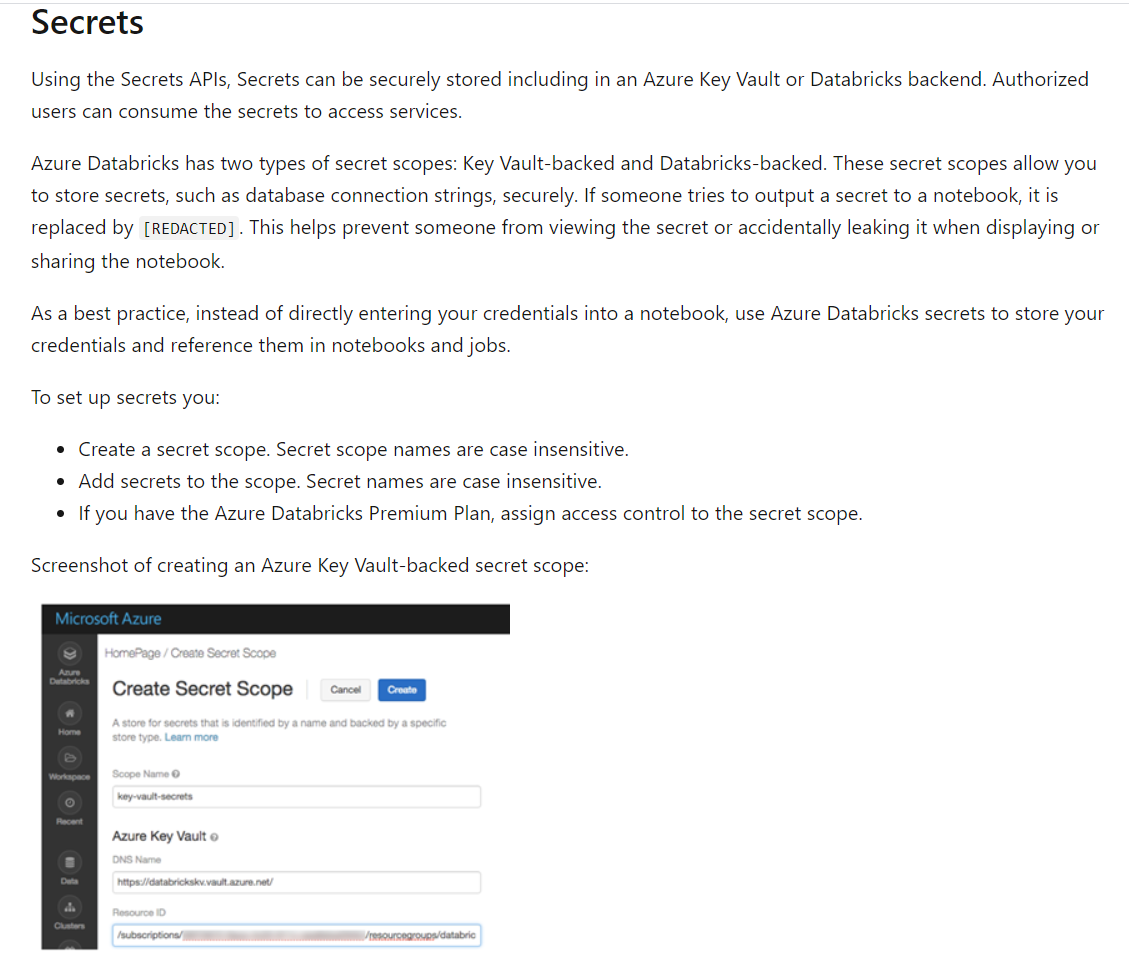 Secrets
Using the Secrets APIs, Secrets can be securely stored including in an Azure Key Vault or Databricks backend. Authorized
users can consume the secrets to access services.
Azure Databricks has two types of secret scopes: Key Vault-backed and Databricks-backed. These secret scopes allow you
to store secrets, such as database connection strings, securely. If someone tries to output a secret to a notebook, it is
replaced by [REDACTED]. This helps prevent someone from viewing the secret or accidentally leaking it when displaying or
sharing the notebook.
As a best practice, instead of directly entering your credentials into a notebook, use Azure Databricks secrets to store your
credentials and reference them in notebooks and jobs.
To set up secrets you:
• Create a secret scope. Secret scope names are case insensitive.
• Add secrets to the scope. Secret names are case insensitive.
• If you have the Azure Databricks Premium Plan, assign access control to the secret scope.
Screenshot of creating an Azure Key Vault-backed secret scope:
Microsoft Azure
Azure
Databricks
Home
Workspace
Recent
Data
Clusters
HomePage / Create Secret Scope
Create Secret Scope
Cancel
Create
A store for secrets that is identified by a name and backed by a specific
store type. Learn more
Scope Name
key-vault-secrets
Azure Key Vault
DNS Name
https://databrickskv.vault.azure.net/
Resource ID
/subscriptions/ /resourcegroups/databric